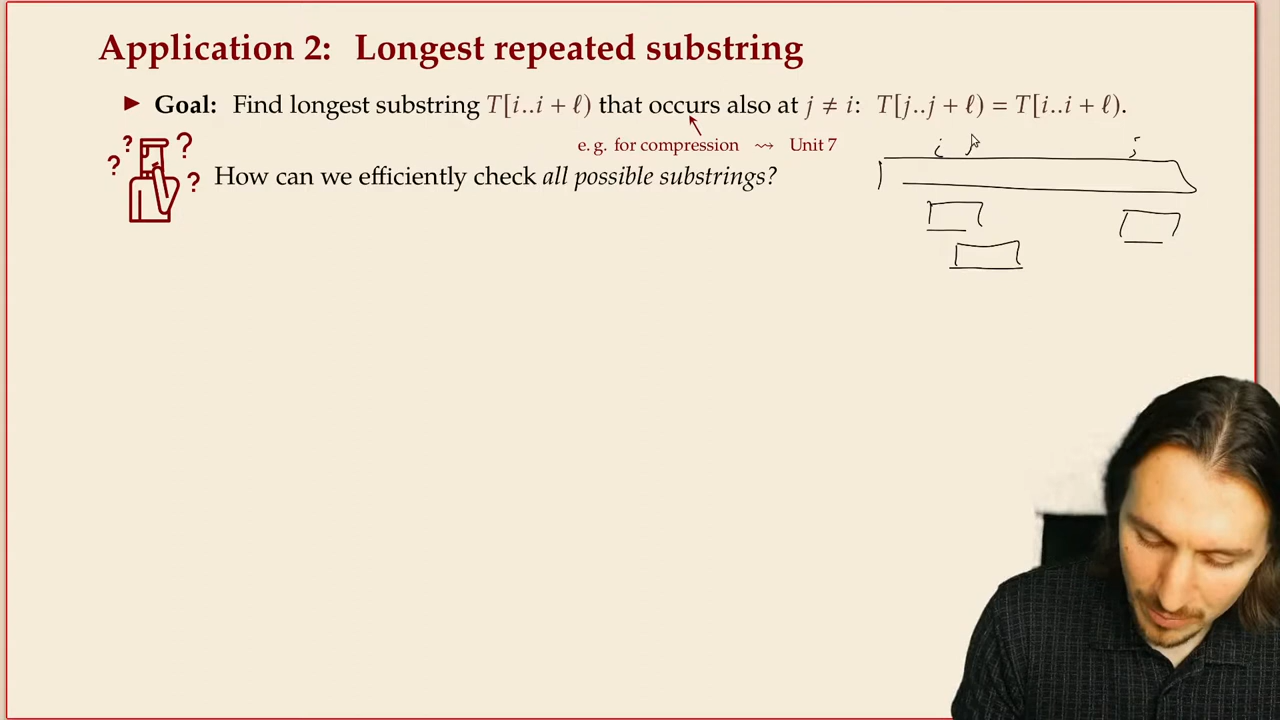 Application 2: Longest repeated substring
▶ Goal: Find longest substring T[i..i + ℓ) that occurs also at j ≠ i: T[j..j + ℓ) = T[i..i + ℓ).
e. g. for compression ⇝ Unit 7
? ? ? ?
How can we efficiently check all possible substrings?
i j j